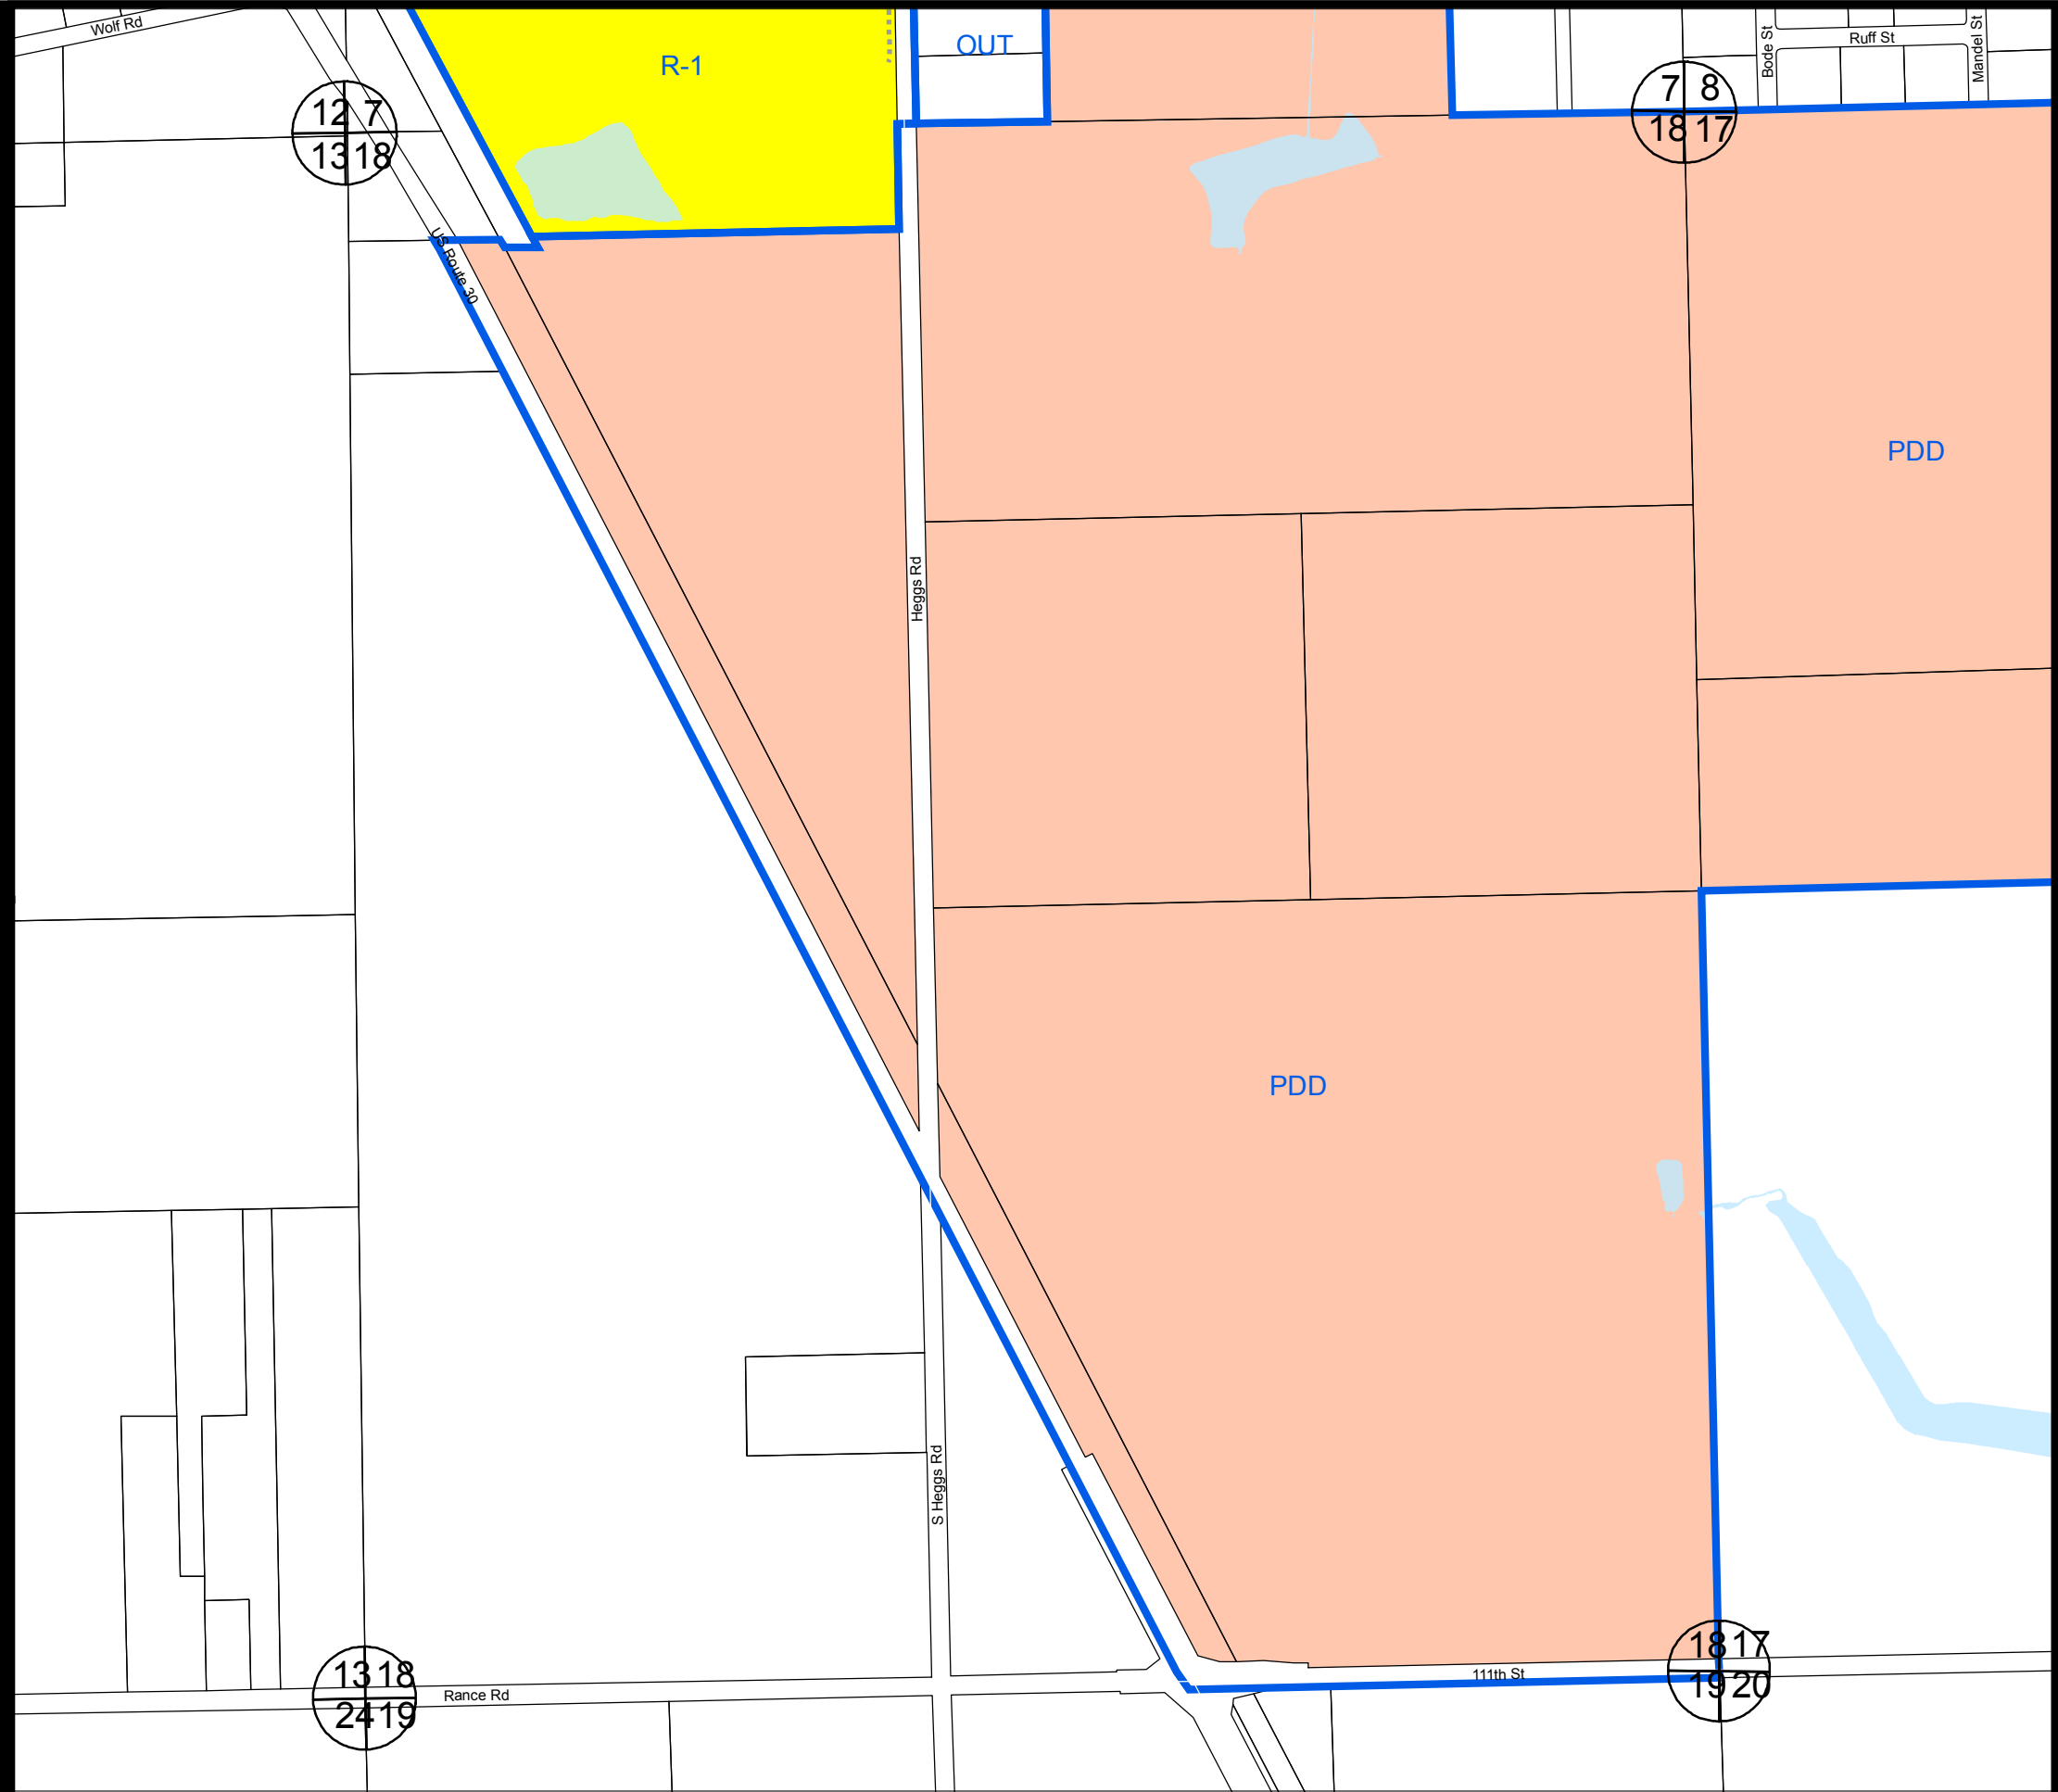 Wolf Rd
R-1
OUT
Bode St
Ruff St
Mandel St
12 7
13 18
7 8
18 17
US Route 30
PDD
Heggs Rd
PDD
S Heggs Rd
13 18
24 19
Rance Rd
111th St
18 17
19 20